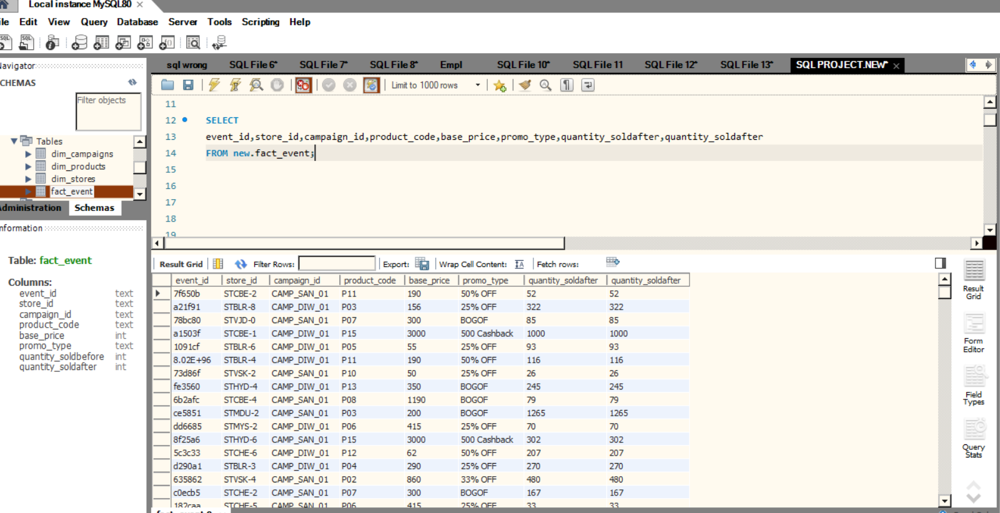 Local instance MySQL80
ile Edit View Query Database Server Tools Scripting Help
Navigator
CHEMAS
Filter objects
Tables
dim_campaigns
dim_products
dim_stores
fact_event
Administration Schemas
nformation
Table: fact_event
Columns:
event_id text
store_id text
campaign_id text
product_code text
base_price int
promo_type text
quantity_soldbefore int
quantity_soldafter int
sql wrong SQL File 6* SQL File 7* SQL File 8* Empl SQL File 10* SQL File 11 SQL File 12* SQL File 13* SQL PROJECT.NEW*
Limit to 1000 rows
11
12 SELECT
13 event_id,store_id,campaign_id,product_code,base_price,promo_type,quantity_soldafter,quantity_soldafter
14 FROM new.fact_event;
15
16
17
18
19
Result Grid Filter Rows: Export: Wrap Cell Content: Fetch rows:
event_id store_id campaign_id product_code base_price promo_type quantity_soldafter quantity_soldafter
7f650b STCBE-2 CAMP_SAN_01 P11 190 50% OFF 52 52
a21f91 STBLR-8 CAMP_DIW_01 P03 156 25% OFF 322 322
78bc80 STVJD-0 CAMP_SAN_01 P07 300 BOGOF 85 85
a1503f STCBE-1 CAMP_DIW_01 P15 3000 500 Cashback 1000 1000
1091cf STBLR-6 CAMP_DIW_01 P05 55 25% OFF 93 93
8.02E+96 STBLR-4 CAMP_DIW_01 P11 190 50% OFF 116 116
73d86f STVSK-2 CAMP_SAN_01 P10 50 25% OFF 26 26
fe3560 STHYD-4 CAMP_DIW_01 P13 350 BOGOF 245 245
6b2afc STCBE-4 CAMP_SAN_01 P08 1190 BOGOF 79 79
ce5851 STMDU-2 CAMP_SAN_01 P03 200 BOGOF 1265 1265
dd6685 STMYS-2 CAMP_DIW_01 P06 415 25% OFF 70 70
8f25a6 STHYD-6 CAMP_DIW_01 P15 3000 500 Cashback 302 302
5c3c33 STCHE-6 CAMP_DIW_01 P12 62 50% OFF 207 207
d290a1 STBLR-3 CAMP_DIW_01 P04 290 25% OFF 270 270
635862 STVSK-4 CAMP_SAN_01 P02 860 33% OFF 480 480
c0ecb5 STCHE-2 CAMP_SAN_01 P07 300 BOGOF 167 167
182caa STCHE-5 CAMP_SAN_01 P06 415 25% OFF 33 33
Result
Grid
Form
Editor
Field
Types
Query
Stats